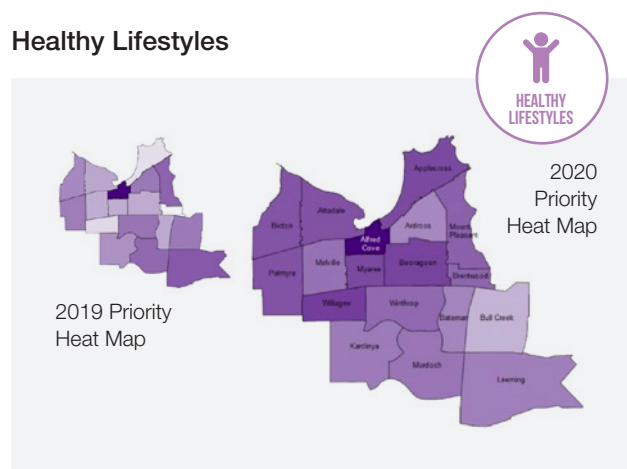 Healthy Lifestyles
HEALTHY
LIFESTYLES
2020
Priority
Heat Map
2019 Priority
Heat Map
Applecross
Attadale
Bicton
Ardross
Mount
Pleasant
Alfred
Cove
Melville
Myaree
Booragoon
Palmyra
Brentwood
Willagee
Winthrop
Bateman
Bull Creek
Kardinya
Murdoch
Leeming